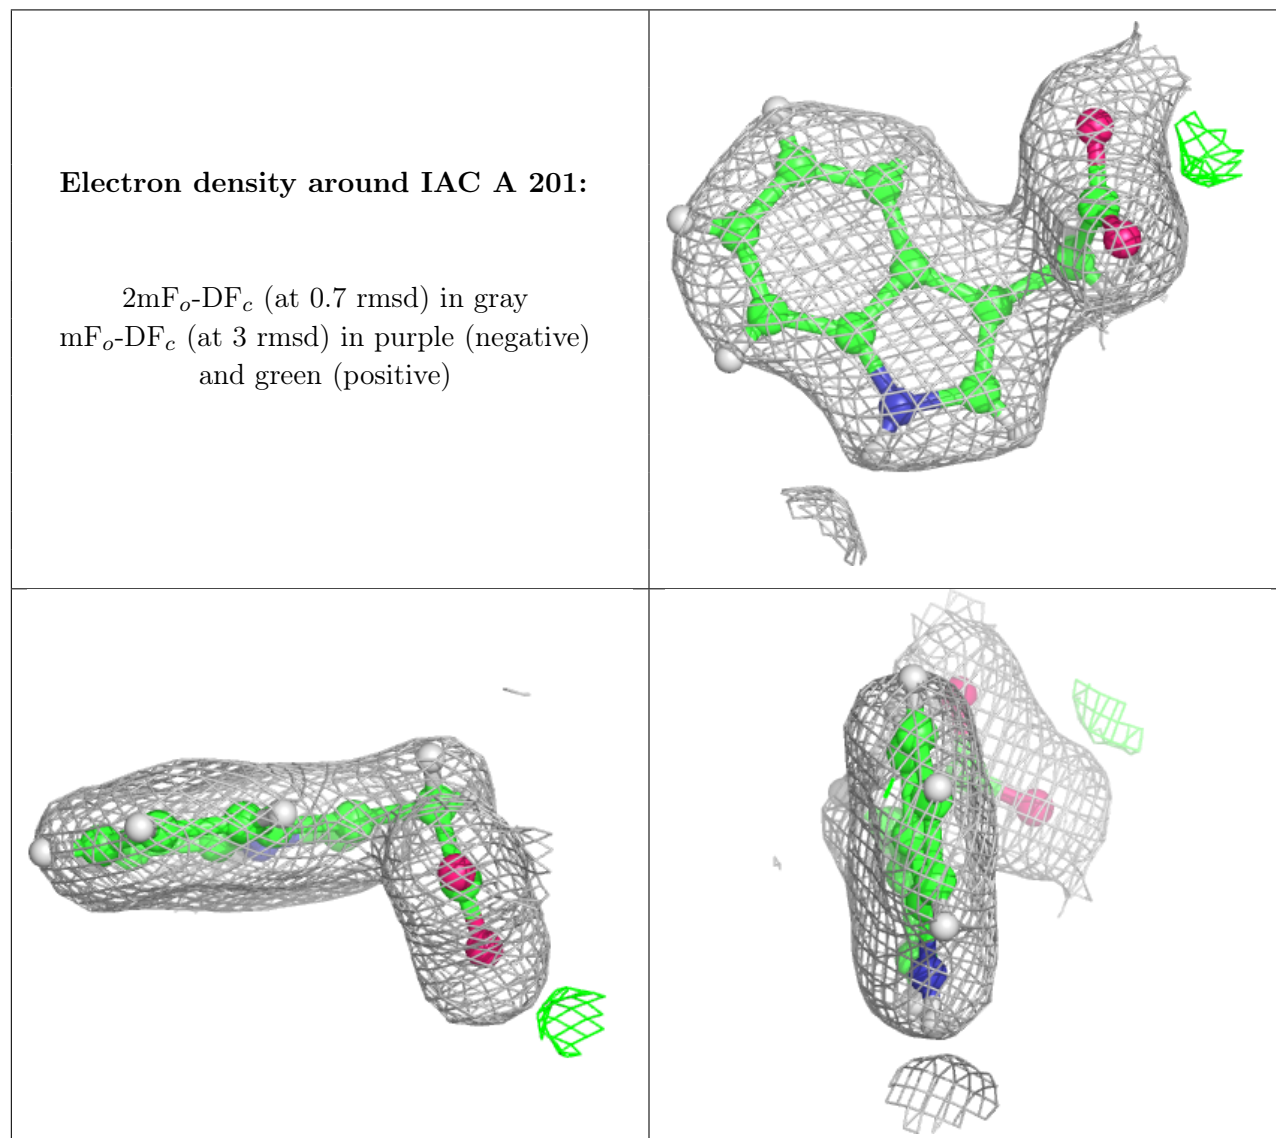 Electron density around IAC A 201:
2mFo-DFc (at 0.7 rmsd) in gray
mFo-DFc (at 3 rmsd) in purple (negative)
and green (positive)